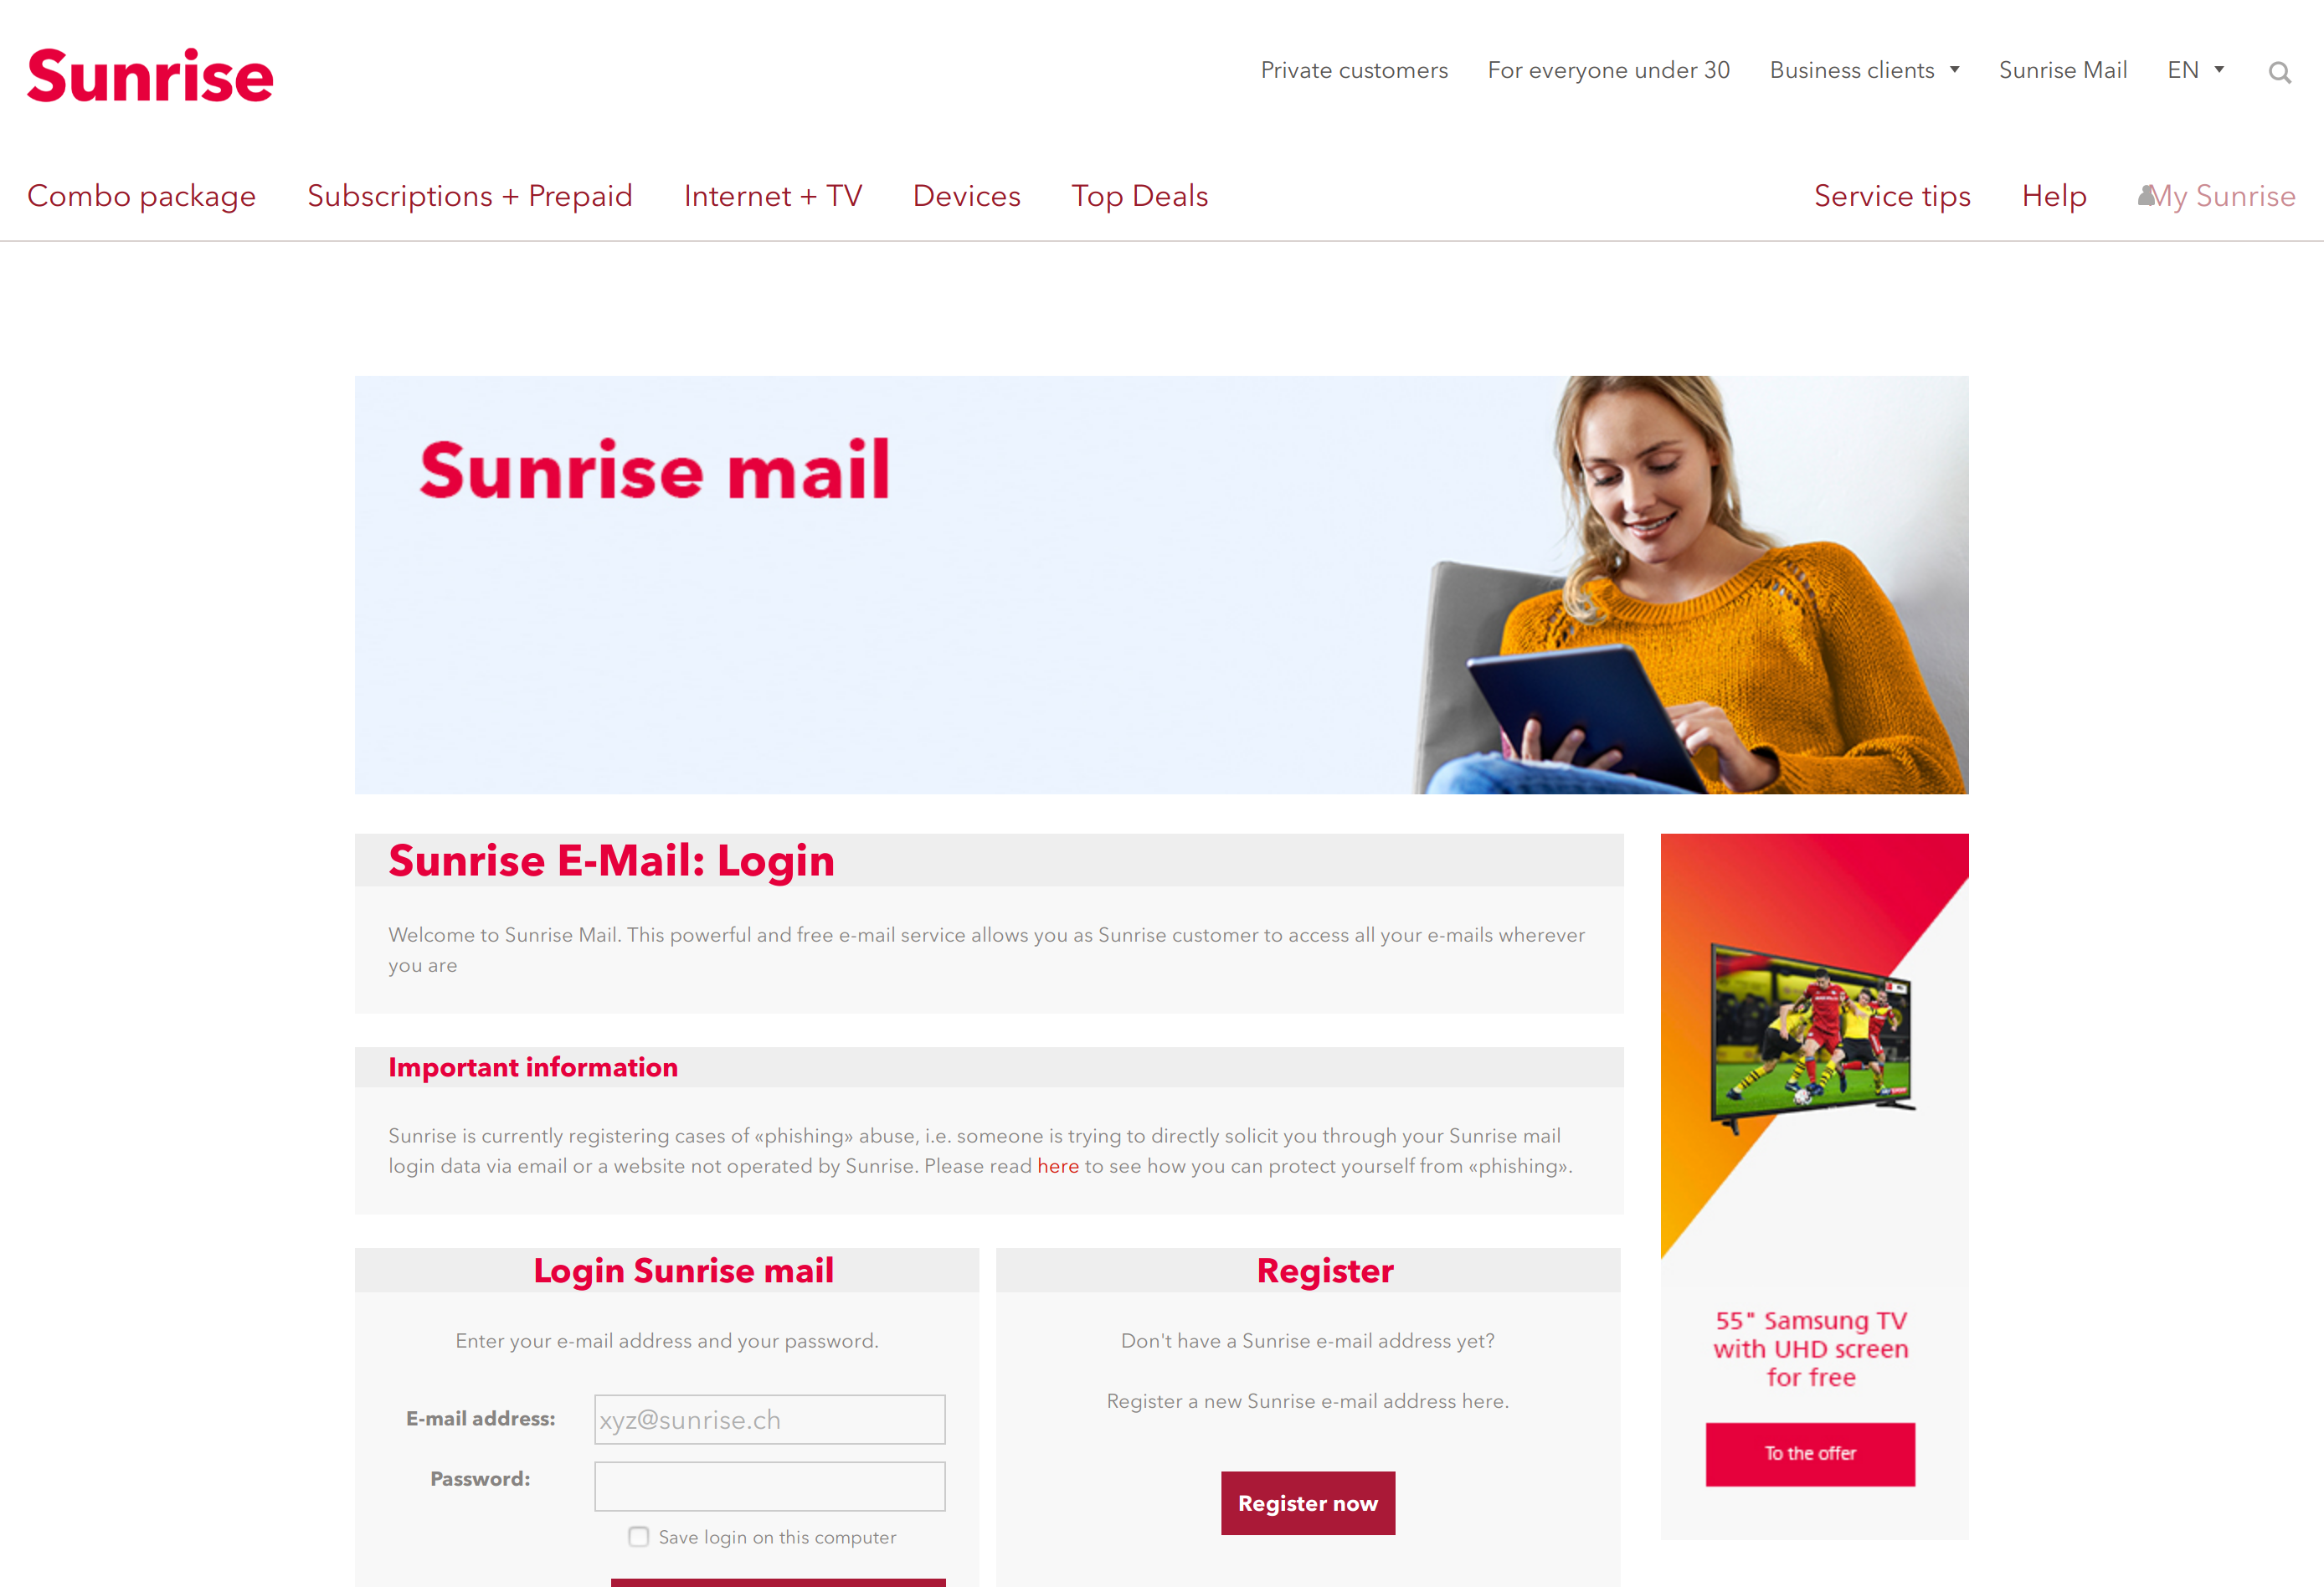 Sunrise
Private customers
For everyone under 30
Business clients
Sunrise Mail
EN
Combo package
Subscriptions + Prepaid
Internet + TV
Devices
Top Deals
Service tips
Help
My Sunrise
Sunrise mail
Sunrise E-Mail: Login
Welcome to Sunrise Mail. This powerful and free e-mail service allows you as Sunrise customer to access all your e-mails wherever
you are
Important information
Sunrise is currently registering cases of «phishing» abuse, i.e. someone is trying to directly solicit you through your Sunrise mail
login data via email or a website not operated by Sunrise. Please read here to see how you can protect yourself from «phishing».
Login Sunrise mail
Enter your e-mail address and your password.
E-mail address:
xyz@sunrise.ch
Password:
Save login on this computer
Register
Don't have a Sunrise e-mail address yet?
Register a new Sunrise e-mail address here.
Register now
55" Samsung TV
with UHD screen
for free
To the offer